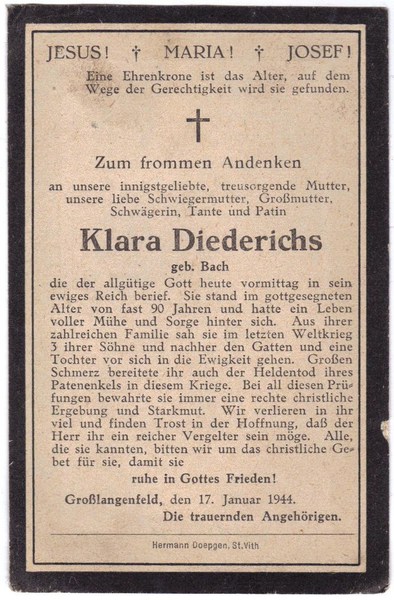 JESUS! † MARIA! † JOSEF!
Eine Ehrenkrone ist das Alter, auf dem
Wege der Gerechtigkeit wird sie gefunden.
Zum frommen Andenken
an unsere innigstgeliebte, treusorgende Mutter,
unsere liebe Schwiegermutter, Großmutter,
Schwägerin, Tante und Patin
Klara Diederichs
geb. Bach
die der allgütige Gott heute vormittag in sein
ewiges Reich berief. Sie stand im gottgesegneten
Alter von fast 90 Jahren und hatte ein Leben
voller Mühe und Sorge hinter sich. Aus ihrer
zahlreichen Familie sah sie im letzten Weltkrieg
3 ihrer Söhne und nachher den Gatten und eine
Tochter vor sich in die Ewigkeit gehen. Großen
Schmerz bereitete ihr auch der Heldentod ihres
Patenenkels in diesem Kriege. Bei all diesen Prü-
fungen bewahrte sie immer eine rechte christliche
Ergebung und Starkmut. Wir verlieren in ihr
viel und finden Trost in der Hoffnung, daß der
Herr ihr ein reicher Vergelter sein möge. Alle,
die sie kannten, bitten wir um das christliche Ge-
bet für sie, damit sie
ruhe in Gottes Frieden!
Großlangenfeld, den 17. Januar 1944.
Die trauernden Angehörigen.
Hermann Doepgen, St. Vith